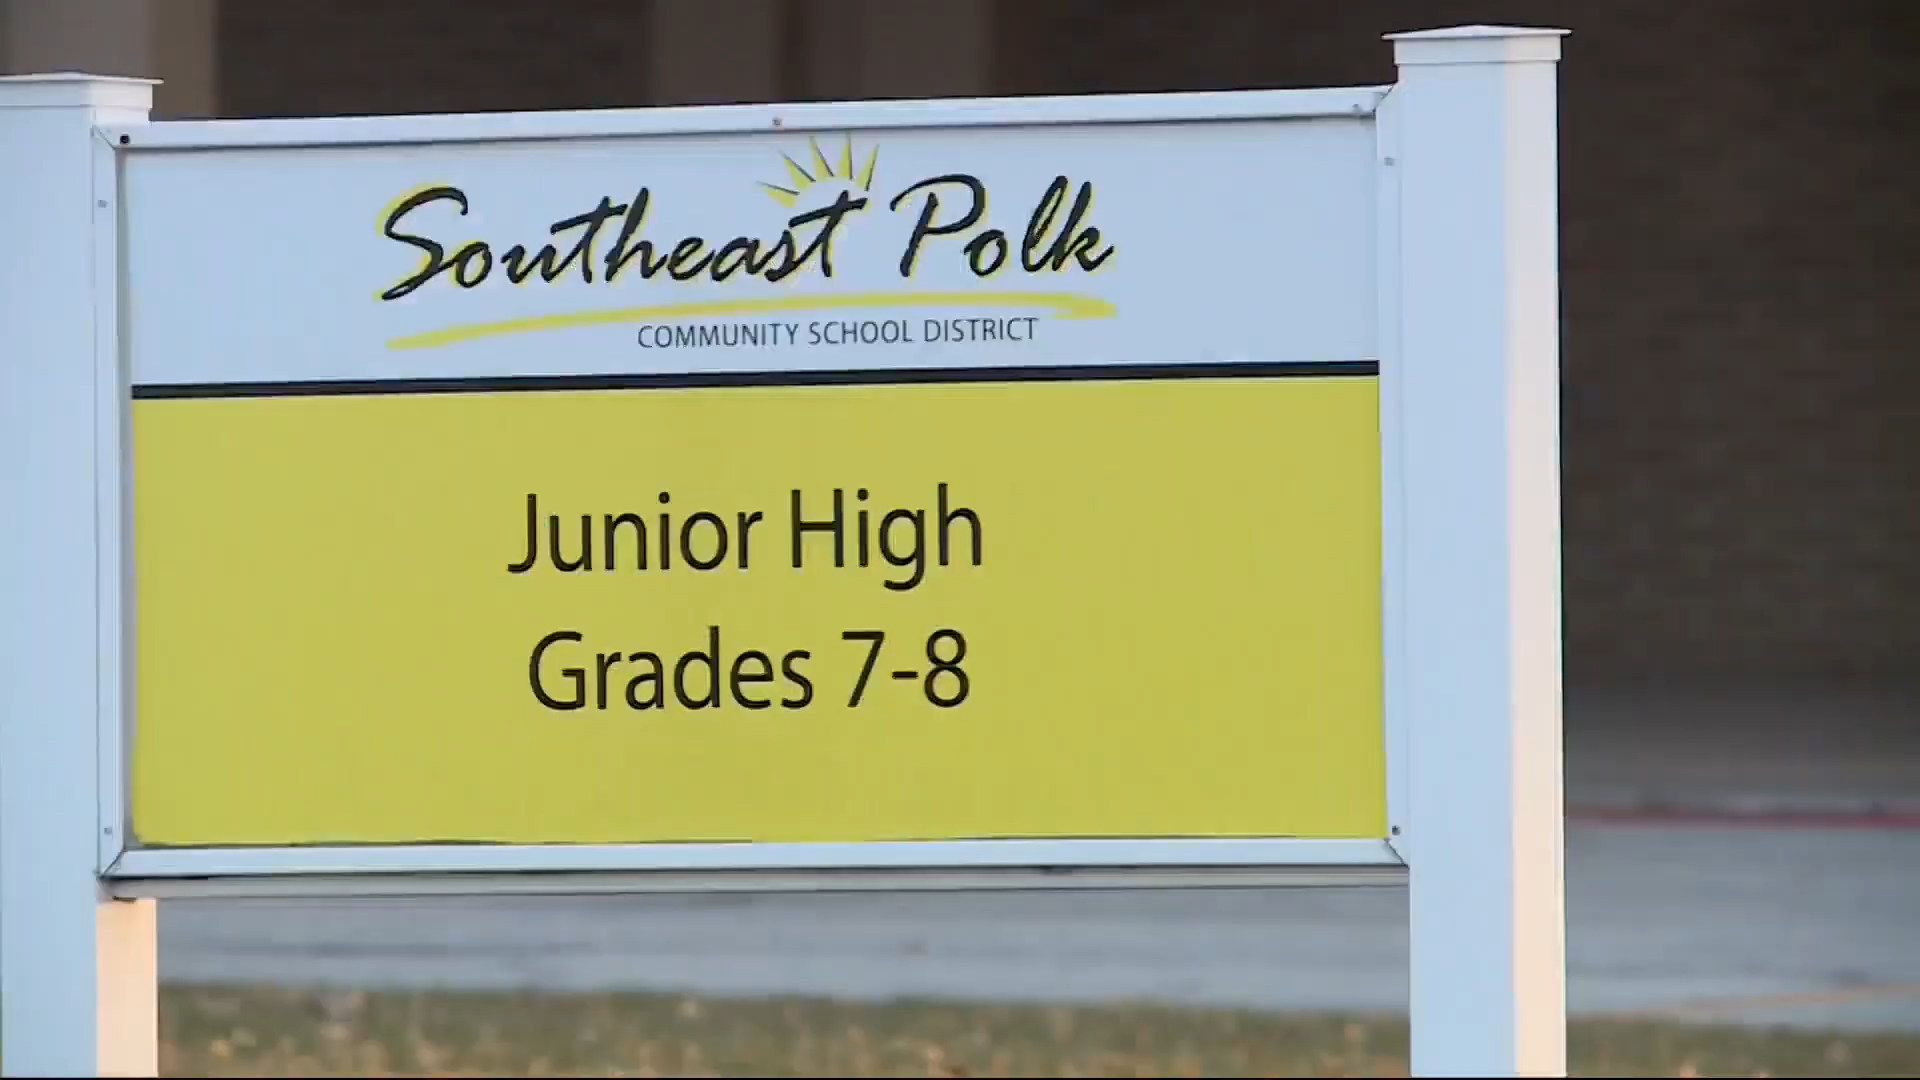 Southeast Polk
COMMUNITY SCHOOL DISTRICT
Junior High
Grades 7-8